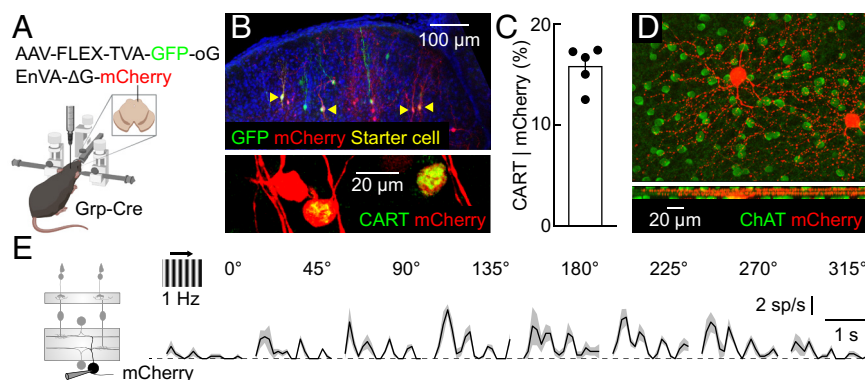 A
AAV-FLEX-TVA-GFP-oG
EnVA-ΔG-mCherry
Grp-Cre
B
100 µm
GFP mCherry Starter cell
20 µm
CART mCherry
C
CART | mCherry (%)
20
10
0
D
20 µm
ChAT mCherry
E
1 Hz
0° 45° 90° 135° 180° 225° 270° 315°
2 sp/s
1 s
mCherry